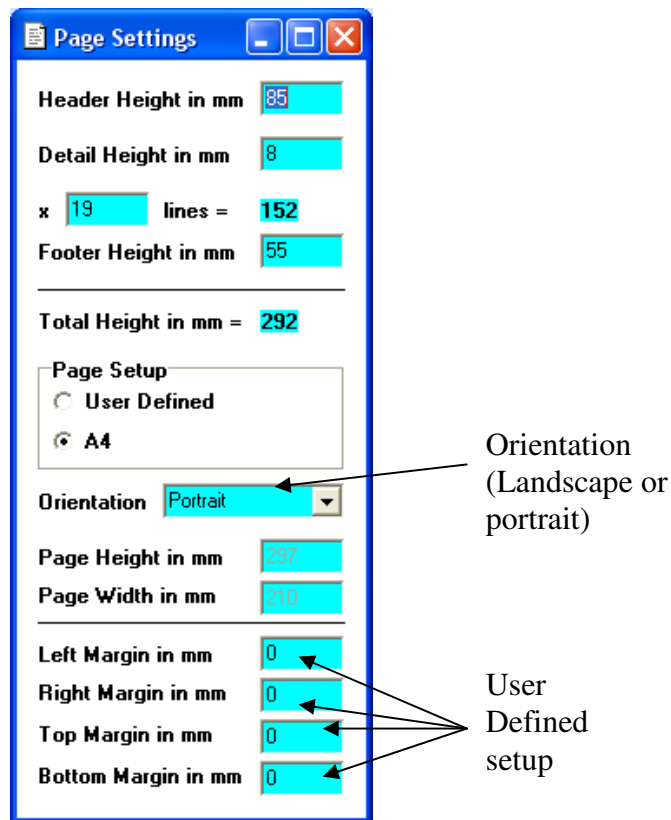 Page Settings
Header Height in mm 85
Detail Height in mm 8
x 19 lines = 152
Footer Height in mm 55
Total Height in mm = 292
Page Setup
User Defined
A4
Orientation Portrait
Page Height in mm 297
Page Width in mm 210
Left Margin in mm 0
Right Margin in mm 0
Top Margin in mm 0
Bottom Margin in mm 0
Orientation
(Landscape or
portrait)
User
Defined
setup